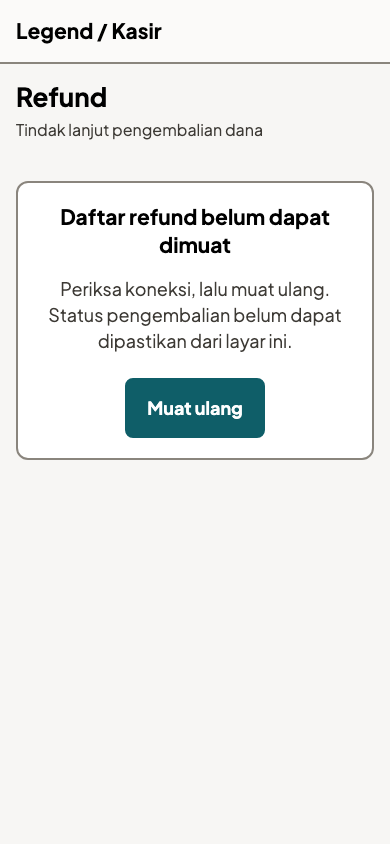 Legend / Kasir
Refund
Tindak lanjut pengembalian dana
Daftar refund belum dapat
dimuat
Periksa koneksi, lalu muat ulang.
Status pengembalian belum dapat
dipastikan dari layar ini.
Muat ulang